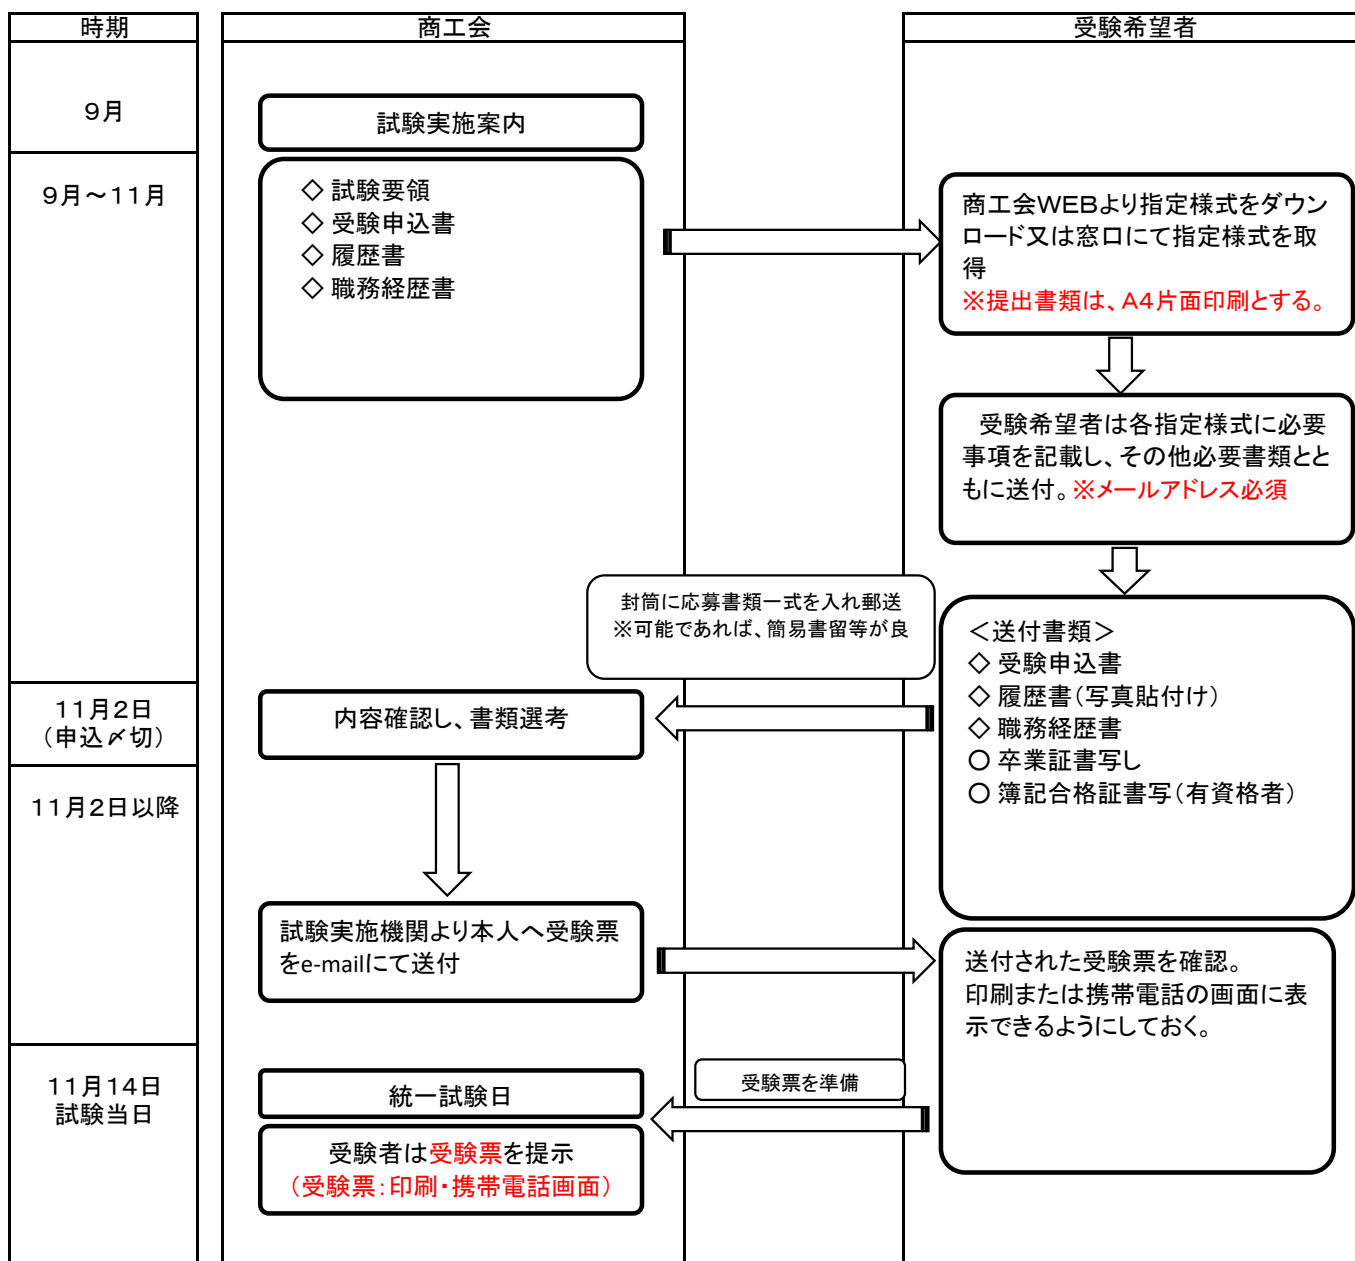 時期
商工会
受験希望者
９月
試験実施案内
９月～１１月
◇ 試験要領
◇ 受験申込書
◇ 履歴書
◇ 職務経歴書
商工会ＷＥＢより指定様式をダウン
ロード又は窓口にて指定様式を取
得
※提出書類は、Ａ４片面印刷とする。
受験希望者は各指定様式に必要
事項を記載し、その他必要書類とと
もに送付。※メールアドレス必須
封筒に応募書類一式を入れ郵送
※可能であれば、簡易書留等が良
＜送付書類＞
◇ 受験申込書
◇ 履歴書（写真貼付け）
◇ 職務経歴書
○ 卒業証書写し
○ 簿記合格証書写（有資格者）
１１月２日
（申込〆切）
内容確認し、書類選考
１１月２日以降
試験実施機関より本人へ受験票
をe-mailにて送付
送付された受験票を確認。
印刷または携帯電話の画面に表
示できるようにしておく。
１１月１４日
試験当日
統一試験日
受験票を準備
受験者は受験票を提示
（受験票：印刷・携帯電話画面）